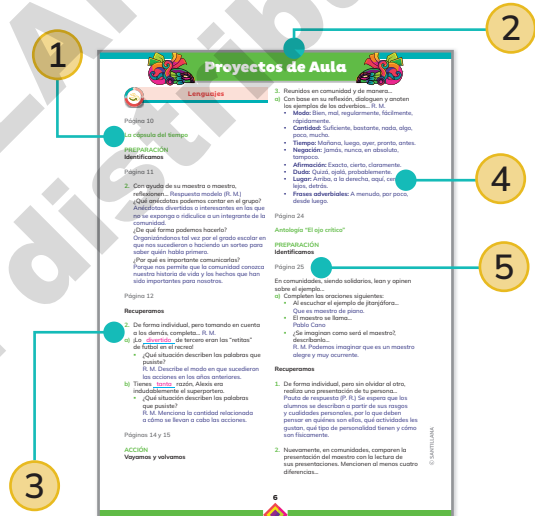 1
2
3
4
5
Proyectos de Aula
Lenguajes
Página 10
La cápsula del tiempo
PREPARACIÓN
Identificamos
Página 11
2. Con ayuda de su maestra o maestro,
reflexionen... Respuesta modelo (R. M.)
¿Qué anécdotas podemos contar en el grupo?
Anécdotas divertidas o interesantes en las que
no se exponga o ridiculice a un integrante de la
comunidad.
¿De qué forma podemos hacerlo?
Organizándonos tal vez por el grado escolar en
que nos sucedieron o haciendo un sorteo para
saber quién habla primero.
¿Por qué es importante comunicarlas?
Porque nos permite que la comunidad conozca
nuestra historia de vida y los hechos que han
sido importantes para nosotros.
Página 12
Recuperamos
2. De forma individual, pero tomando en cuenta
a los demás, completa... R. M.
a) ¡Lo divertido de tercero eran las "retitas"
de futbol en el recreo!
• ¿Qué situación describen las palabras que
pusiste?
R. M. Describe el modo en que sucedieron
las acciones en los años anteriores.
b) Tienes tanta razón, Alexis era
indudablemente el superportero.
• ¿Qué situación describen las palabras
que pusiste?
R. M. Menciona la cantidad relacionada
a cómo se llevan a cabo las acciones.
Páginas 14 y 15
ACCIÓN
Vayamos y volvamos
3. Reunidos en comunidad y de manera...
a) Con base en su reflexión, dialoguen y anoten
los ejemplos de los adverbios... R. M.
• Modo: Bien, mal, regularmente, fácilmente,
rápidamente.
• Cantidad: Suficiente, bastante, nada, algo,
poco, mucho.
• Tiempo: Mañana, luego, ayer, pronto, antes.
• Negación: Jamás, nunca, en absoluto,
tampoco.
• Afirmación: Exacto, cierto, claramente.
• Duda: Quizá, ojalá, probablemente.
• Lugar: Arriba, a la derecha, aquí, cerca,
lejos, detrás.
• Frases adverbiales: A menudo, por poco,
desde luego.
Página 24
Antología "El ojo crítico"
PREPARACIÓN
Identificamos
Página 25
En comunidades, siendo solidarios, lean y opinen
sobre el ejemplo...
a) Completen las oraciones siguientes:
• Al escuchar el ejemplo de jitanjáfora...
Que es maestro de piano.
• El maestro se llama...
Pablo Cano
• ¿Se imaginan como será el maestro?,
descríbanlo...
R. M. Podemos imaginar que es un maestro
alegre y muy ocurrente.
Recuperamos
1. De forma individual, pero sin olvidar al otro,
realiza una presentación de tu persona...
Pauta de respuesta (P. R.) Se espera que los
alumnos se describan a partir de sus rasgos
y cualidades personales, por lo que deben
pensar en quiénes son ellos, qué actividades les
gustan, qué tipo de personalidad tienen y cómo
son físicamente.
2. Nuevamente, en comunidades, comparen la
presentación del maestro con la lectura de
sus presentaciones. Mencionen al menos cuatro
diferencias...
© SANTILLANA
6